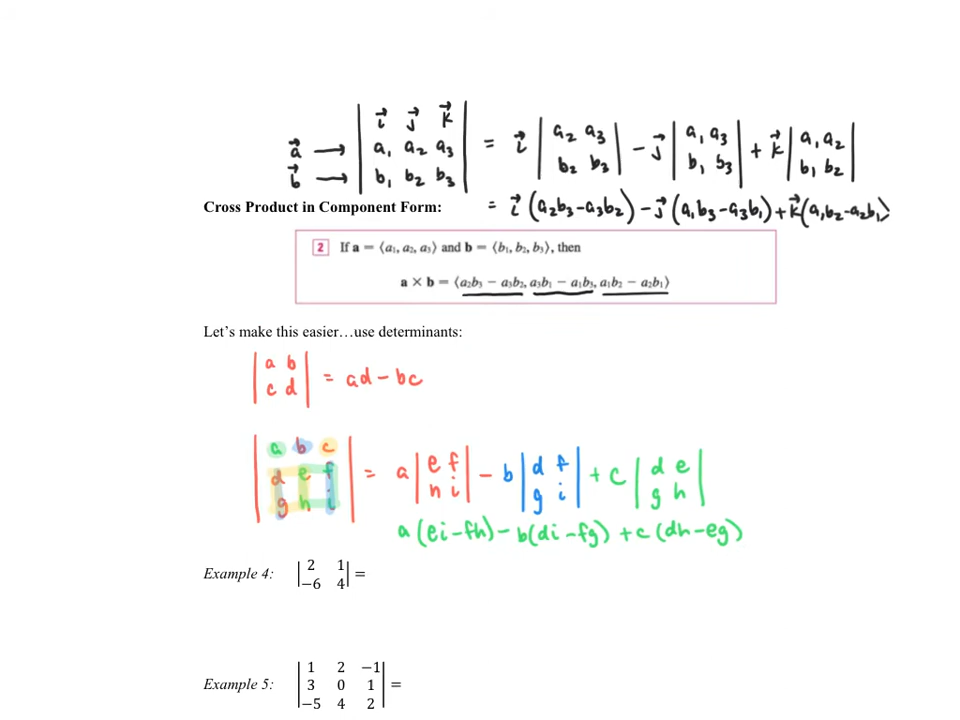 | i⃗ j⃗ k⃗ |
a⃗ → | a₁ a₂ a₃ | = i⃗ | a₂ a₃ | − j⃗ | a₁ a₃ | + k⃗ | a₁ a₂ |
b⃗ → | b₁ b₂ b₃ | | b₂ b₃ | | b₁ b₃ | | b₁ b₂ |
Cross Product in Component Form: = i⃗ (a₂b₃−a₃b₂) − j⃗ (a₁b₃−a₃b₁) + k⃗ (a₁b₂−a₂b₁)
2 If a = ⟨a₁, a₂, a₃⟩ and b = ⟨b₁, b₂, b₃⟩, then
a × b = ⟨a₂b₃ − a₃b₂, a₃b₁ − a₁b₃, a₁b₂ − a₂b₁⟩
Let's make this easier…use determinants:
| a b |
| c d | = ad − bc
| a b c |
| d e f | = a | e f | − b | d f | + c | d e |
| g h i | | h i | | g i | | g h |
a (ei−fh) − b(di−fg) + c (dh−eg)
Example 4: | 2 1 | =
| −6 4 |
| 1 2 −1 |
Example 5: | 3 0 1 | =
| −5 4 2 |